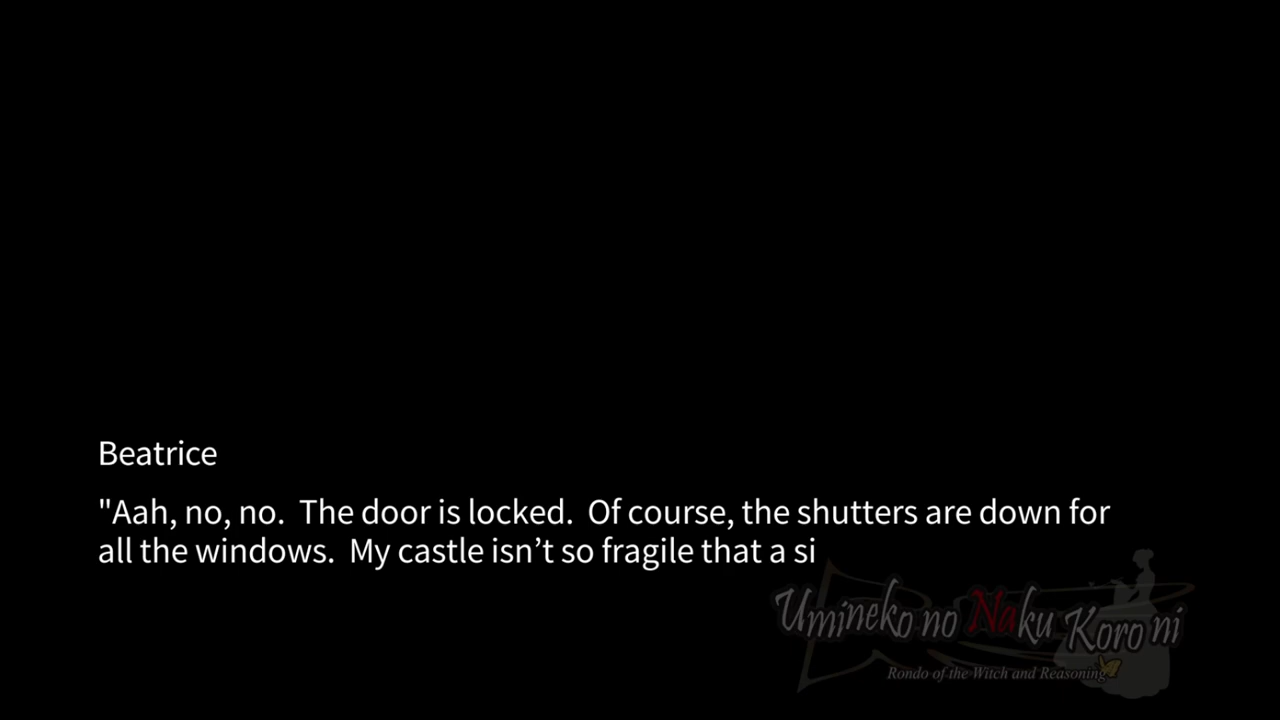 Beatrice
"Aah, no, no.  The door is locked.  Of course, the shutters are down for
all the windows.  My castle isn’t so fragile that a si
Umineko no Naku Koro ni
Rondo of the Witch and Reasoning